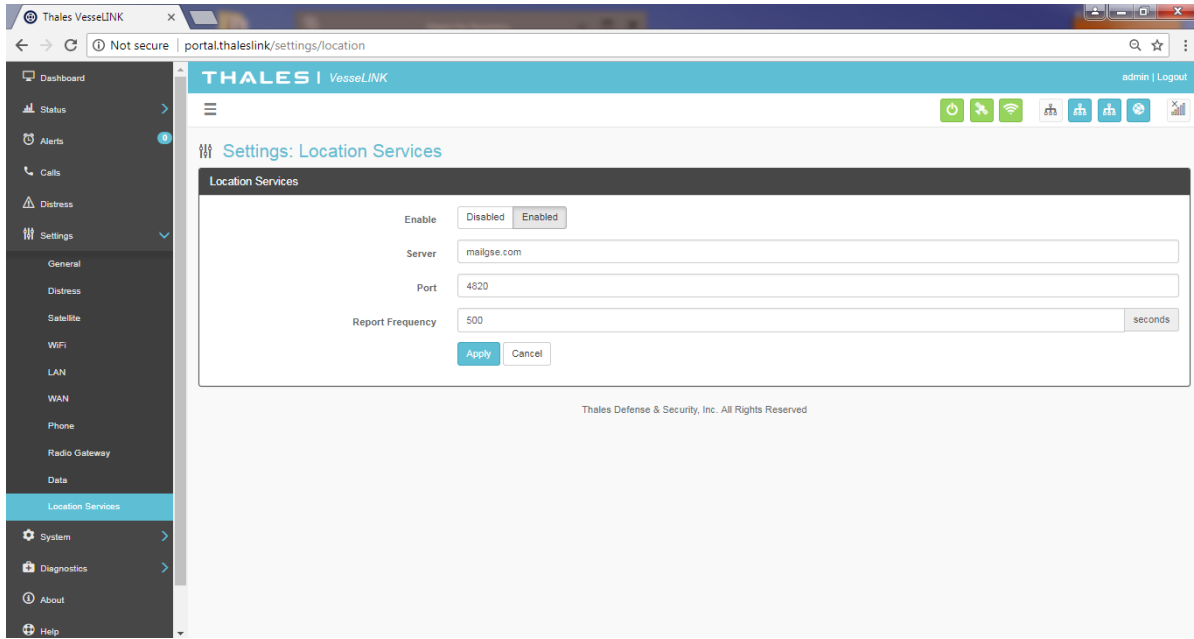 Thales VesseLINK
Not secure | portal.thaleslink/settings/location
Dashboard
THALES | VesseLINK
admin | Logout
Status
Alerts
0
Calls
Distress
Settings
General
Distress
Satellite
WiFi
LAN
WAN
Phone
Radio Gateway
Data
Location Services
System
Diagnostics
About
Help
Settings: Location Services
Location Services
Enable Disabled Enabled
Server mailgse.com
Port 4820
Report Frequency 500 seconds
Apply Cancel
Thales Defense & Security, Inc. All Rights Reserved